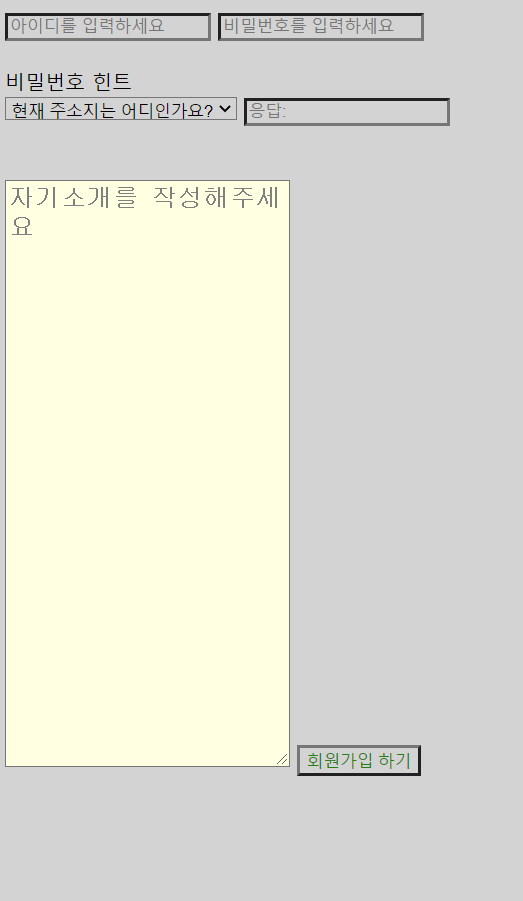 아이디를 입력하세요 비밀번호를 입력하세요
비밀번호 힌트
현재 주소지는 어디인가요? 응답:
자기소개를 작성해주세
요
회원가입 하기